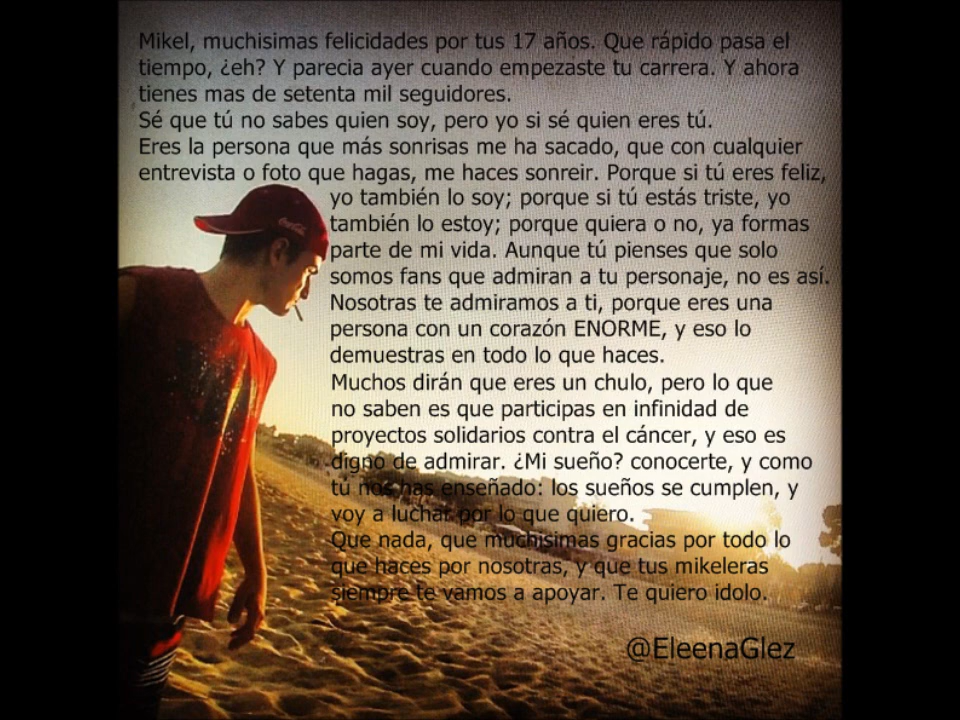 Mikel, muchisimas felicidades por tus 17 años. Que rápido pasa el
tiempo, ¿eh? Y parecia ayer cuando empezaste tu carrera. Y ahora
tienes mas de setenta mil seguidores.
Sé que tú no sabes quien soy, pero yo si sé quien eres tú.
Eres la persona que más sonrisas me ha sacado, que con cualquier
entrevista o foto que hagas, me haces sonreir. Porque si tú eres feliz,
yo también lo soy; porque si tú estás triste, yo
también lo estoy; porque quiera o no, ya formas
parte de mi vida. Aunque tú pienses que solo
somos fans que admiran a tu personaje, no es así.
Nosotras te admiramos a ti, porque eres una
persona con un corazón ENORME, y eso lo
demuestras en todo lo que haces.
Muchos dirán que eres un chulo, pero lo que
no saben es que participas en infinidad de
proyectos solidarios contra el cáncer, y eso es
digno de admirar. ¿Mi sueño? conocerte, y como
tú nos has enseñado: los sueños se cumplen, y
voy a luchar por lo que quiero.
Que nada, que muchisimas gracias por todo lo
que haces por nosotras, y que tus mikeleras
siempre te vamos a apoyar. Te quiero idolo.
@EleenaGlez
Coca-Cola